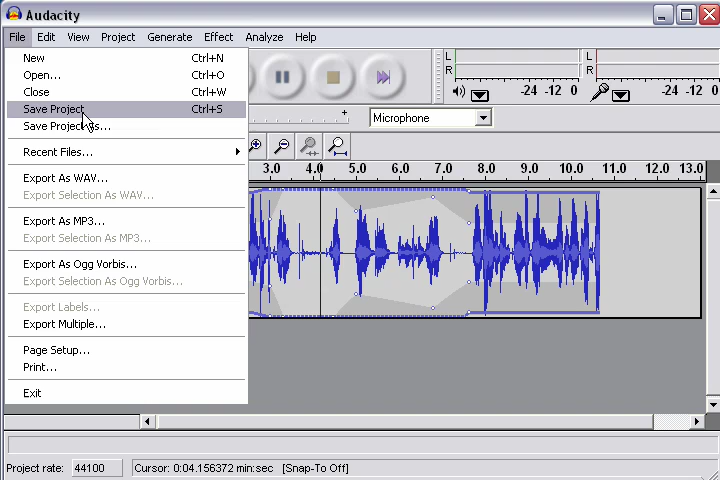 Audacity
File Edit View Project Generate Effect Analyze Help
New Ctrl+N
Open... Ctrl+O
Close Ctrl+W
Save Project Ctrl+S
Save Project As...
Recent Files...
Export As WAV...
Export Selection As WAV...
Export As MP3...
Export Selection As MP3...
Export As Ogg Vorbis...
Export Selection As Ogg Vorbis...
Export Labels...
Export Multiple...
Page Setup...
Print...
Exit
L L
R R
-24 -12 0 -24 -12 0
+
Microphone
3.0 4.0 5.0 6.0 7.0 8.0 9.0 10.0 11.0 12.0 13.0
Project rate: 44100 Cursor: 0:04.156372 min:sec [Snap-To Off]